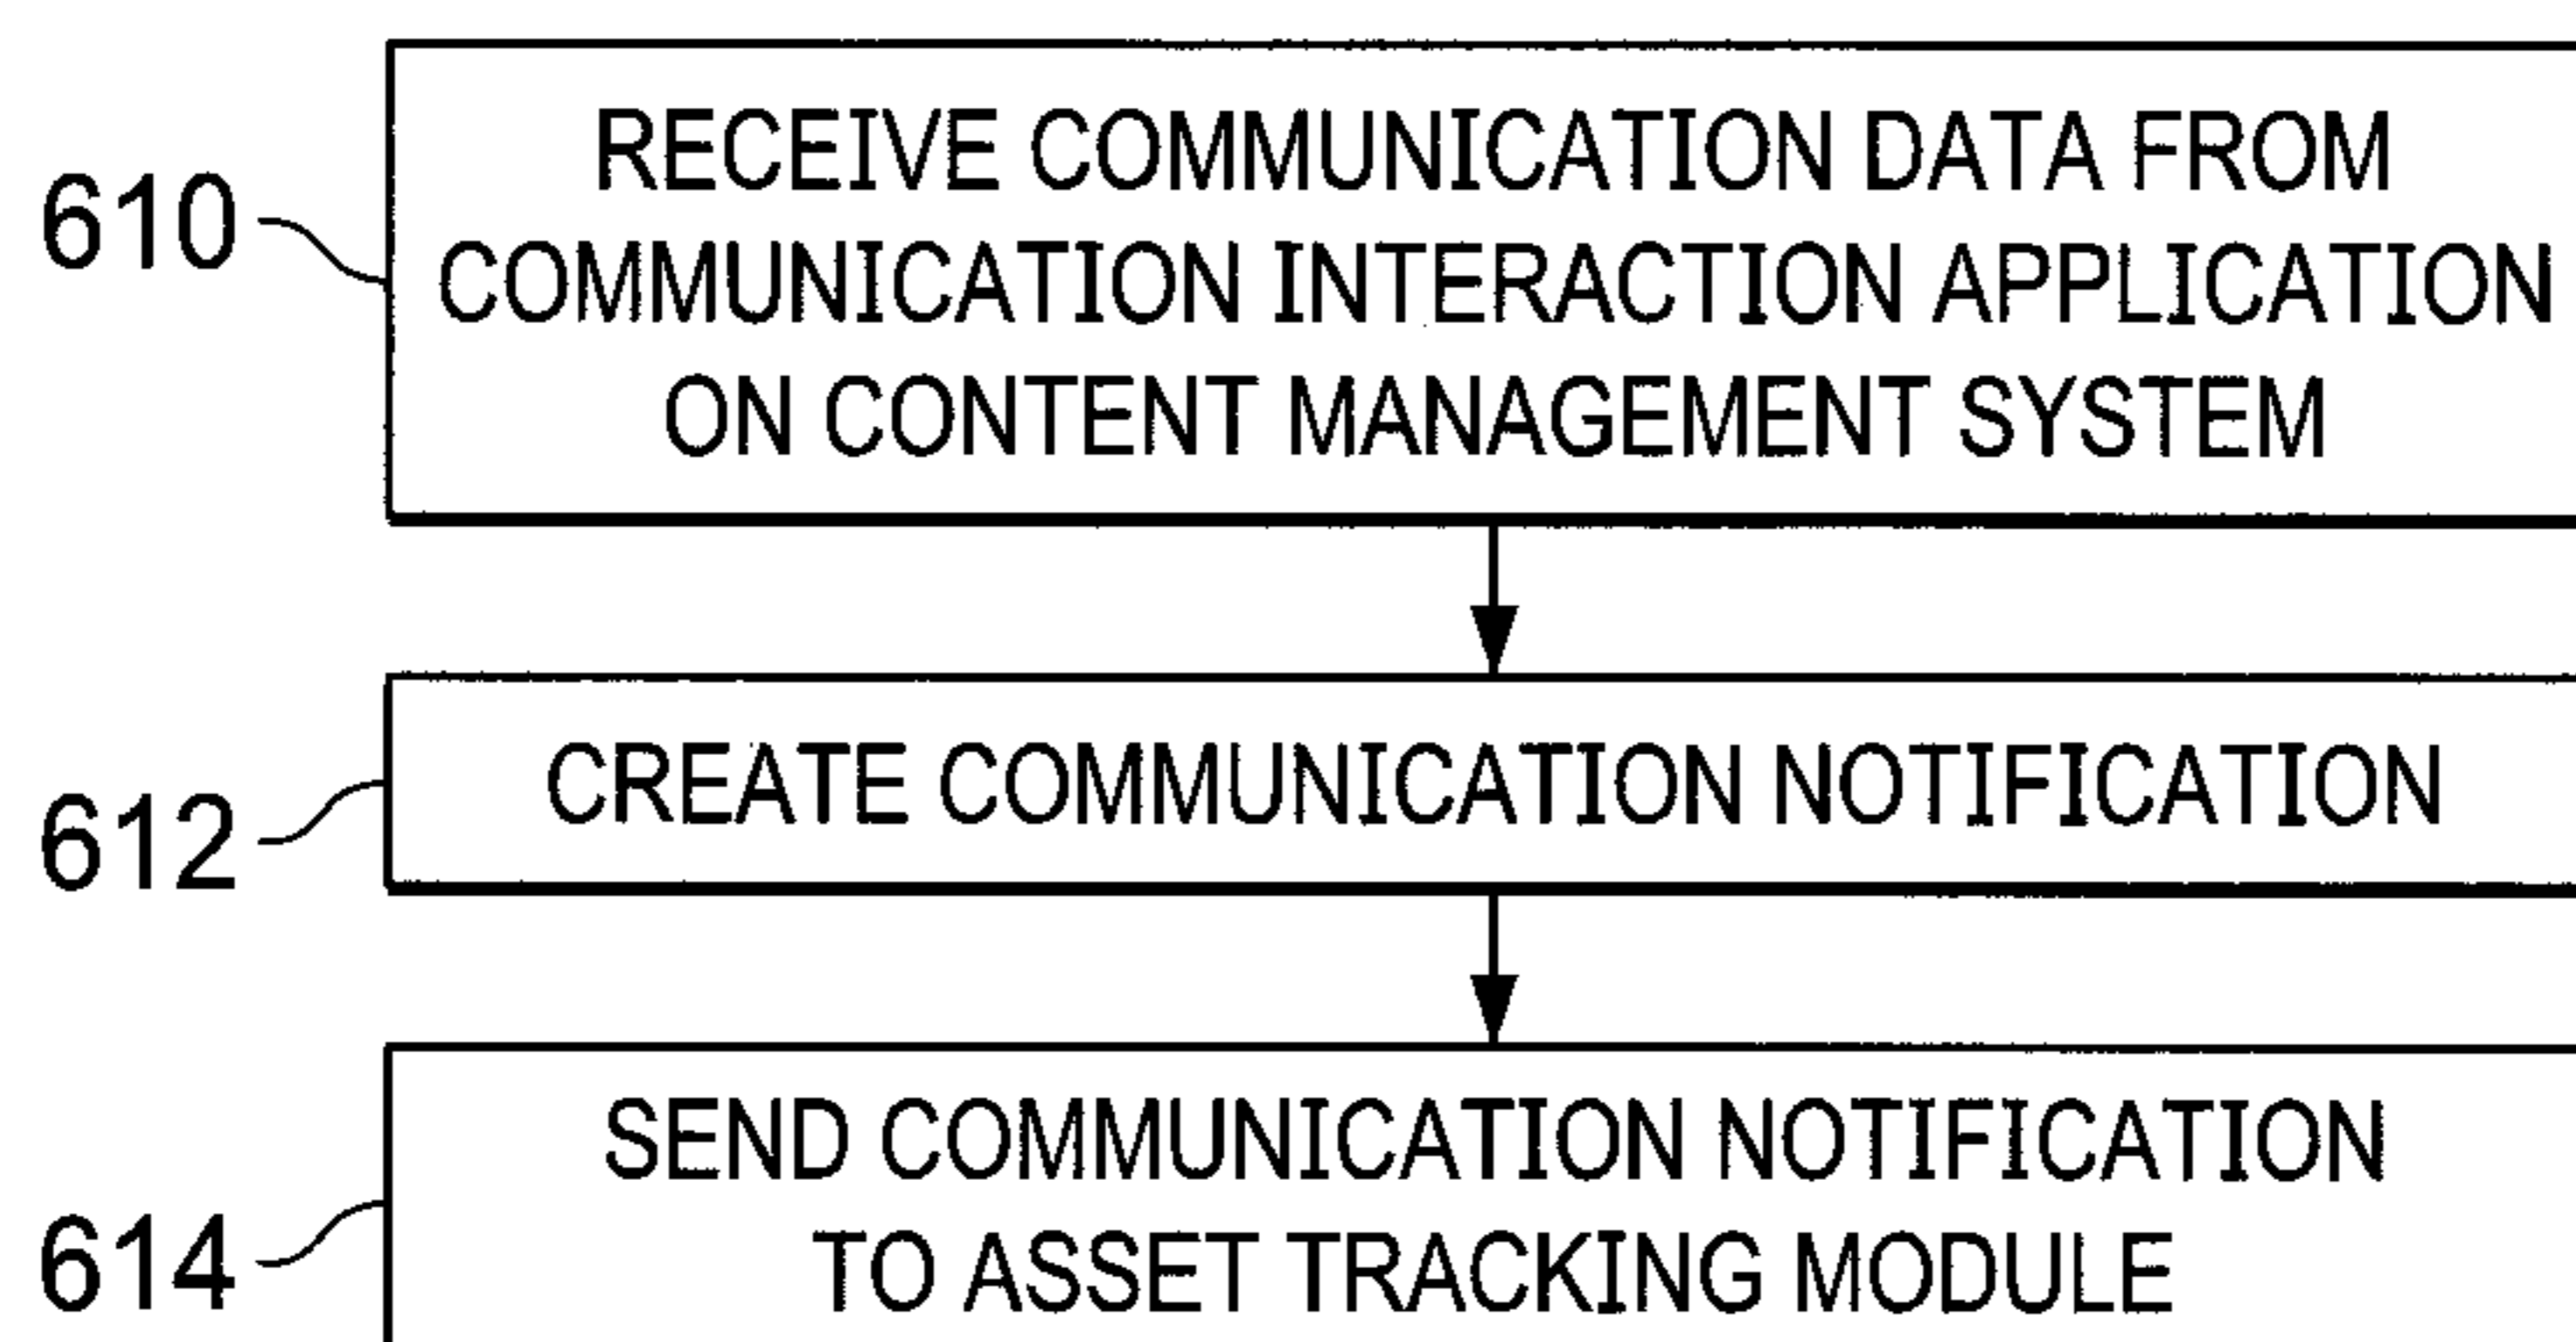 610
RECEIVE COMMUNICATION DATA FROM
COMMUNICATION INTERACTION APPLICATION
ON CONTENT MANAGEMENT SYSTEM
612
CREATE COMMUNICATION NOTIFICATION
614
SEND COMMUNICATION NOTIFICATION
TO ASSET TRACKING MODULE